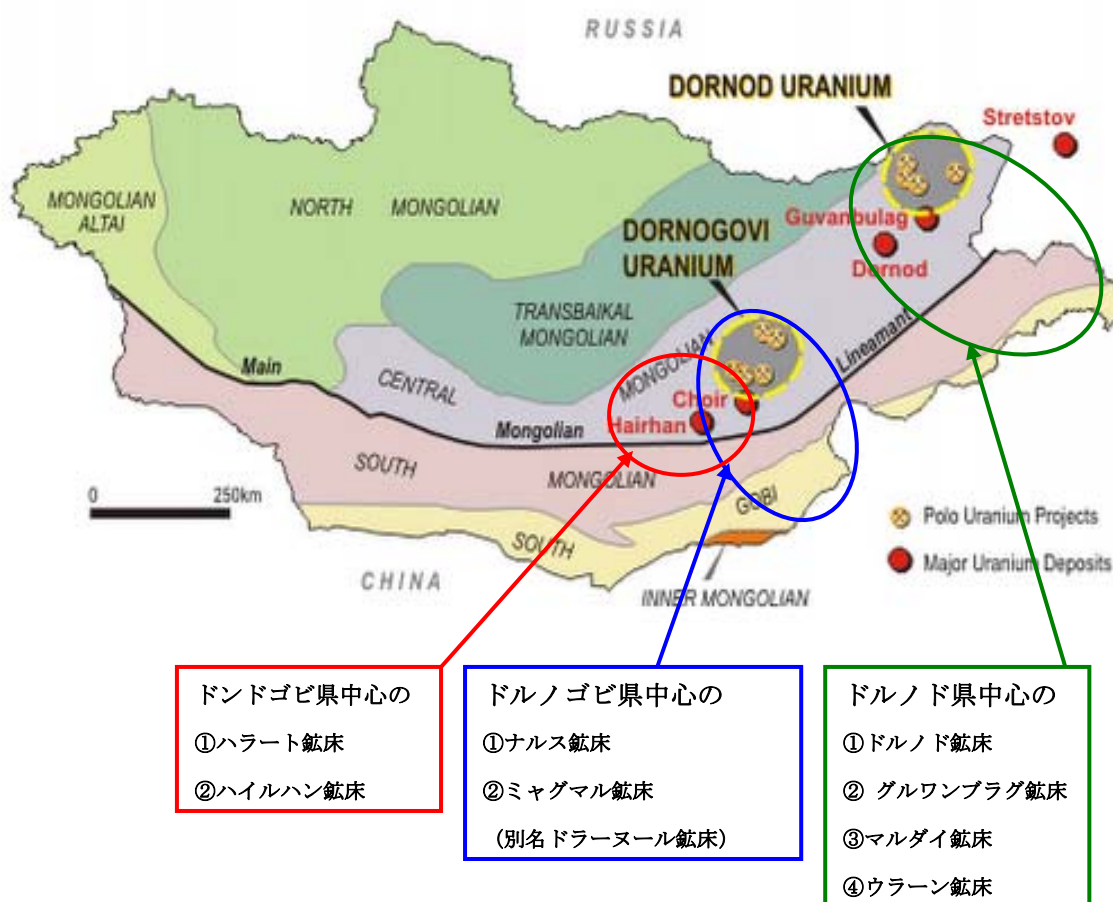 RUSSIA
DORNOD URANIUM
Stretstov
MONGOLIAN
ALTAI
NORTH MONGOLIAN
Guvanbulag
DORNOGOVI
URANIUM
Dornod
TRANSBAIKAL
MONGOLIAN
Main
CENTRAL
MONGOLIAN
Lineamant
Choir
Hairhan
Mongolian
SOUTH
MONGOLIAN
0 250km
GOBI
SOUTH
Polo Uranium Projects
Major Uranium Deposits
CHINA
INNER MONGOLIAN
ドンドゴビ県中心の
①ハラート鉱床
②ハイルハン鉱床
ドルノゴビ県中心の
①ナルス鉱床
②ミャグマル鉱床
（別名ドラーヌール鉱床）
ドルノド県中心の
①ドルノド鉱床
② グルワンブラグ鉱床
③マルダイ鉱床
④ウラーン鉱床